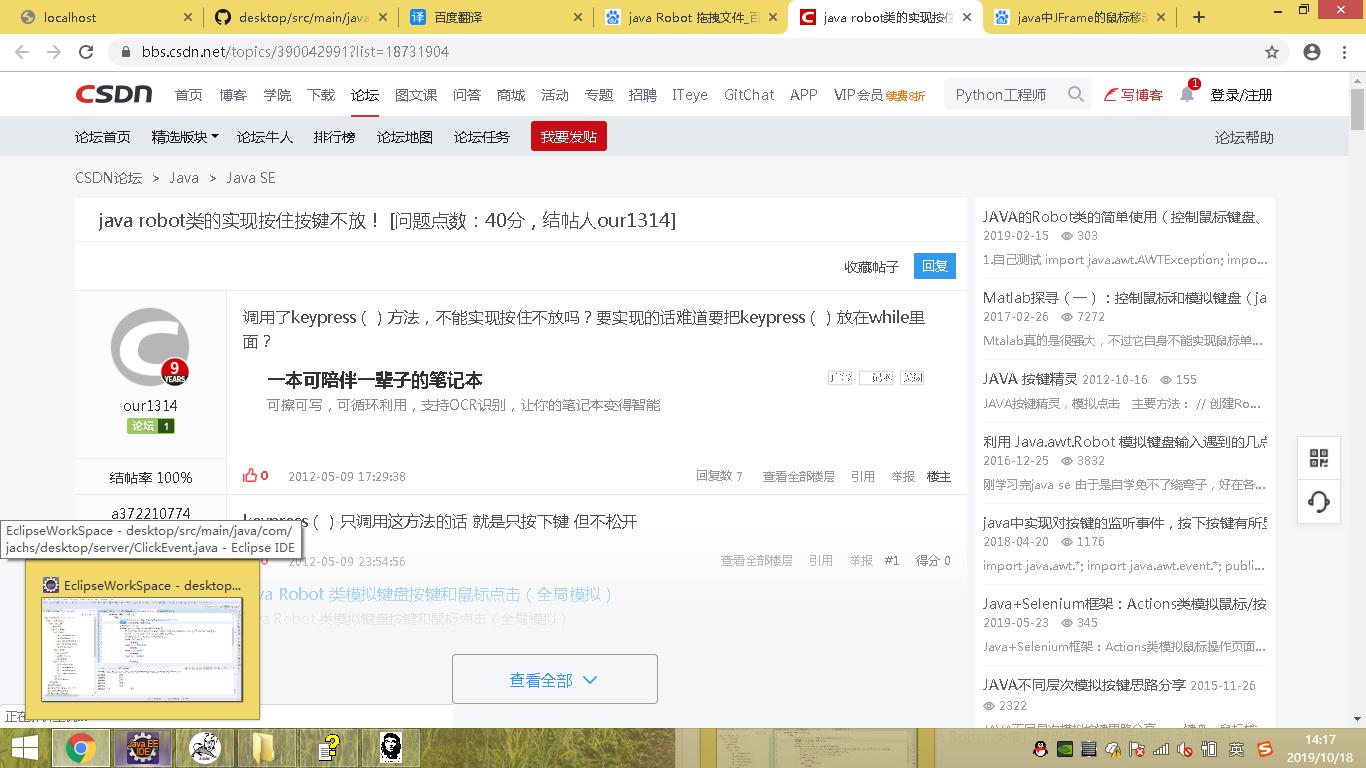 localhost
desktop/src/main/java
百度翻译
java Robot 拖拽文件_百
java robot类的实现按住
java中JFrame的鼠标移
bbs.csdn.net/topics/390042991?list=18731904
CSDN 首页 博客 学院 下载 论坛 图文课 问答 商城 活动 专题 招聘 ITeye GitChat APP VIP会员 续费8折 Python工程师 写博客 1 登录/注册
论坛首页 精选版块 论坛牛人 排行榜 论坛地图 论坛任务 我要发贴 论坛帮助
CSDN论坛 > Java > Java SE
java robot类的实现按住按键不放！ [问题点数：40分，结帖人our1314]
收藏帖子 回复
9
YEARS
our1314
论坛 1
结帖率 100%
调用了keypress（）方法，不能实现按住不放吗？要实现的话难道要把keypress（）放在while里
面？
一本可陪伴一辈子的笔记本
可擦可写，可循环利用，支持OCR识别，让你的笔记本变得智能
0 2012-05-09 17:29:38 回复数 7 查看全部楼层 引用 举报 楼主
a372210774
keypress（）只调用这方法的话 就是只按下键 但不松开
2012-05-09 23:54:56 查看全部楼层 引用 举报 #1 得分 0
Robot 类模拟键盘按键和鼠标点击（全局模拟）
Robot 类模拟键盘按键和鼠标点击（全局模拟）
查看全部
JAVA的Robot类的简单使用（控制鼠标键盘、
2019-02-15 303
1.自己测试 import java.awt.AWTException; impo...
Matlab探寻（一）：控制鼠标和模拟键盘（ja
2017-02-26 7272
Mtalab真的是很强大，不过它自身不能实现鼠标单...
JAVA 按键精灵 2012-10-16 155
JAVA按键精灵，模拟点击 主要方法： // 创建Ro...
利用 Java.awt.Robot 模拟键盘输入遇到的几点
2016-12-25 3832
刚学习完java se 由于是自学免不了绕弯子，好在各...
java中实现对按键的监听事件，按下按键有所显
2018-04-20 1176
import java.awt.*; import java.awt.event.*; publi...
Java+Selenium框架：Actions类模拟鼠标/按
2019-05-23 345
Java+Selenium框架：Actions类模拟鼠标操作页面...
JAVA不同层次模拟按键思路分享 2015-11-26
2322
EclipseWorkSpace - desktop/src/main/java/com/
jachs/desktop/server/ClickEvent.java - Eclipse IDE
EclipseWorkSpace - desktop...
Java EE
IDE
英
14:17
2019/10/18